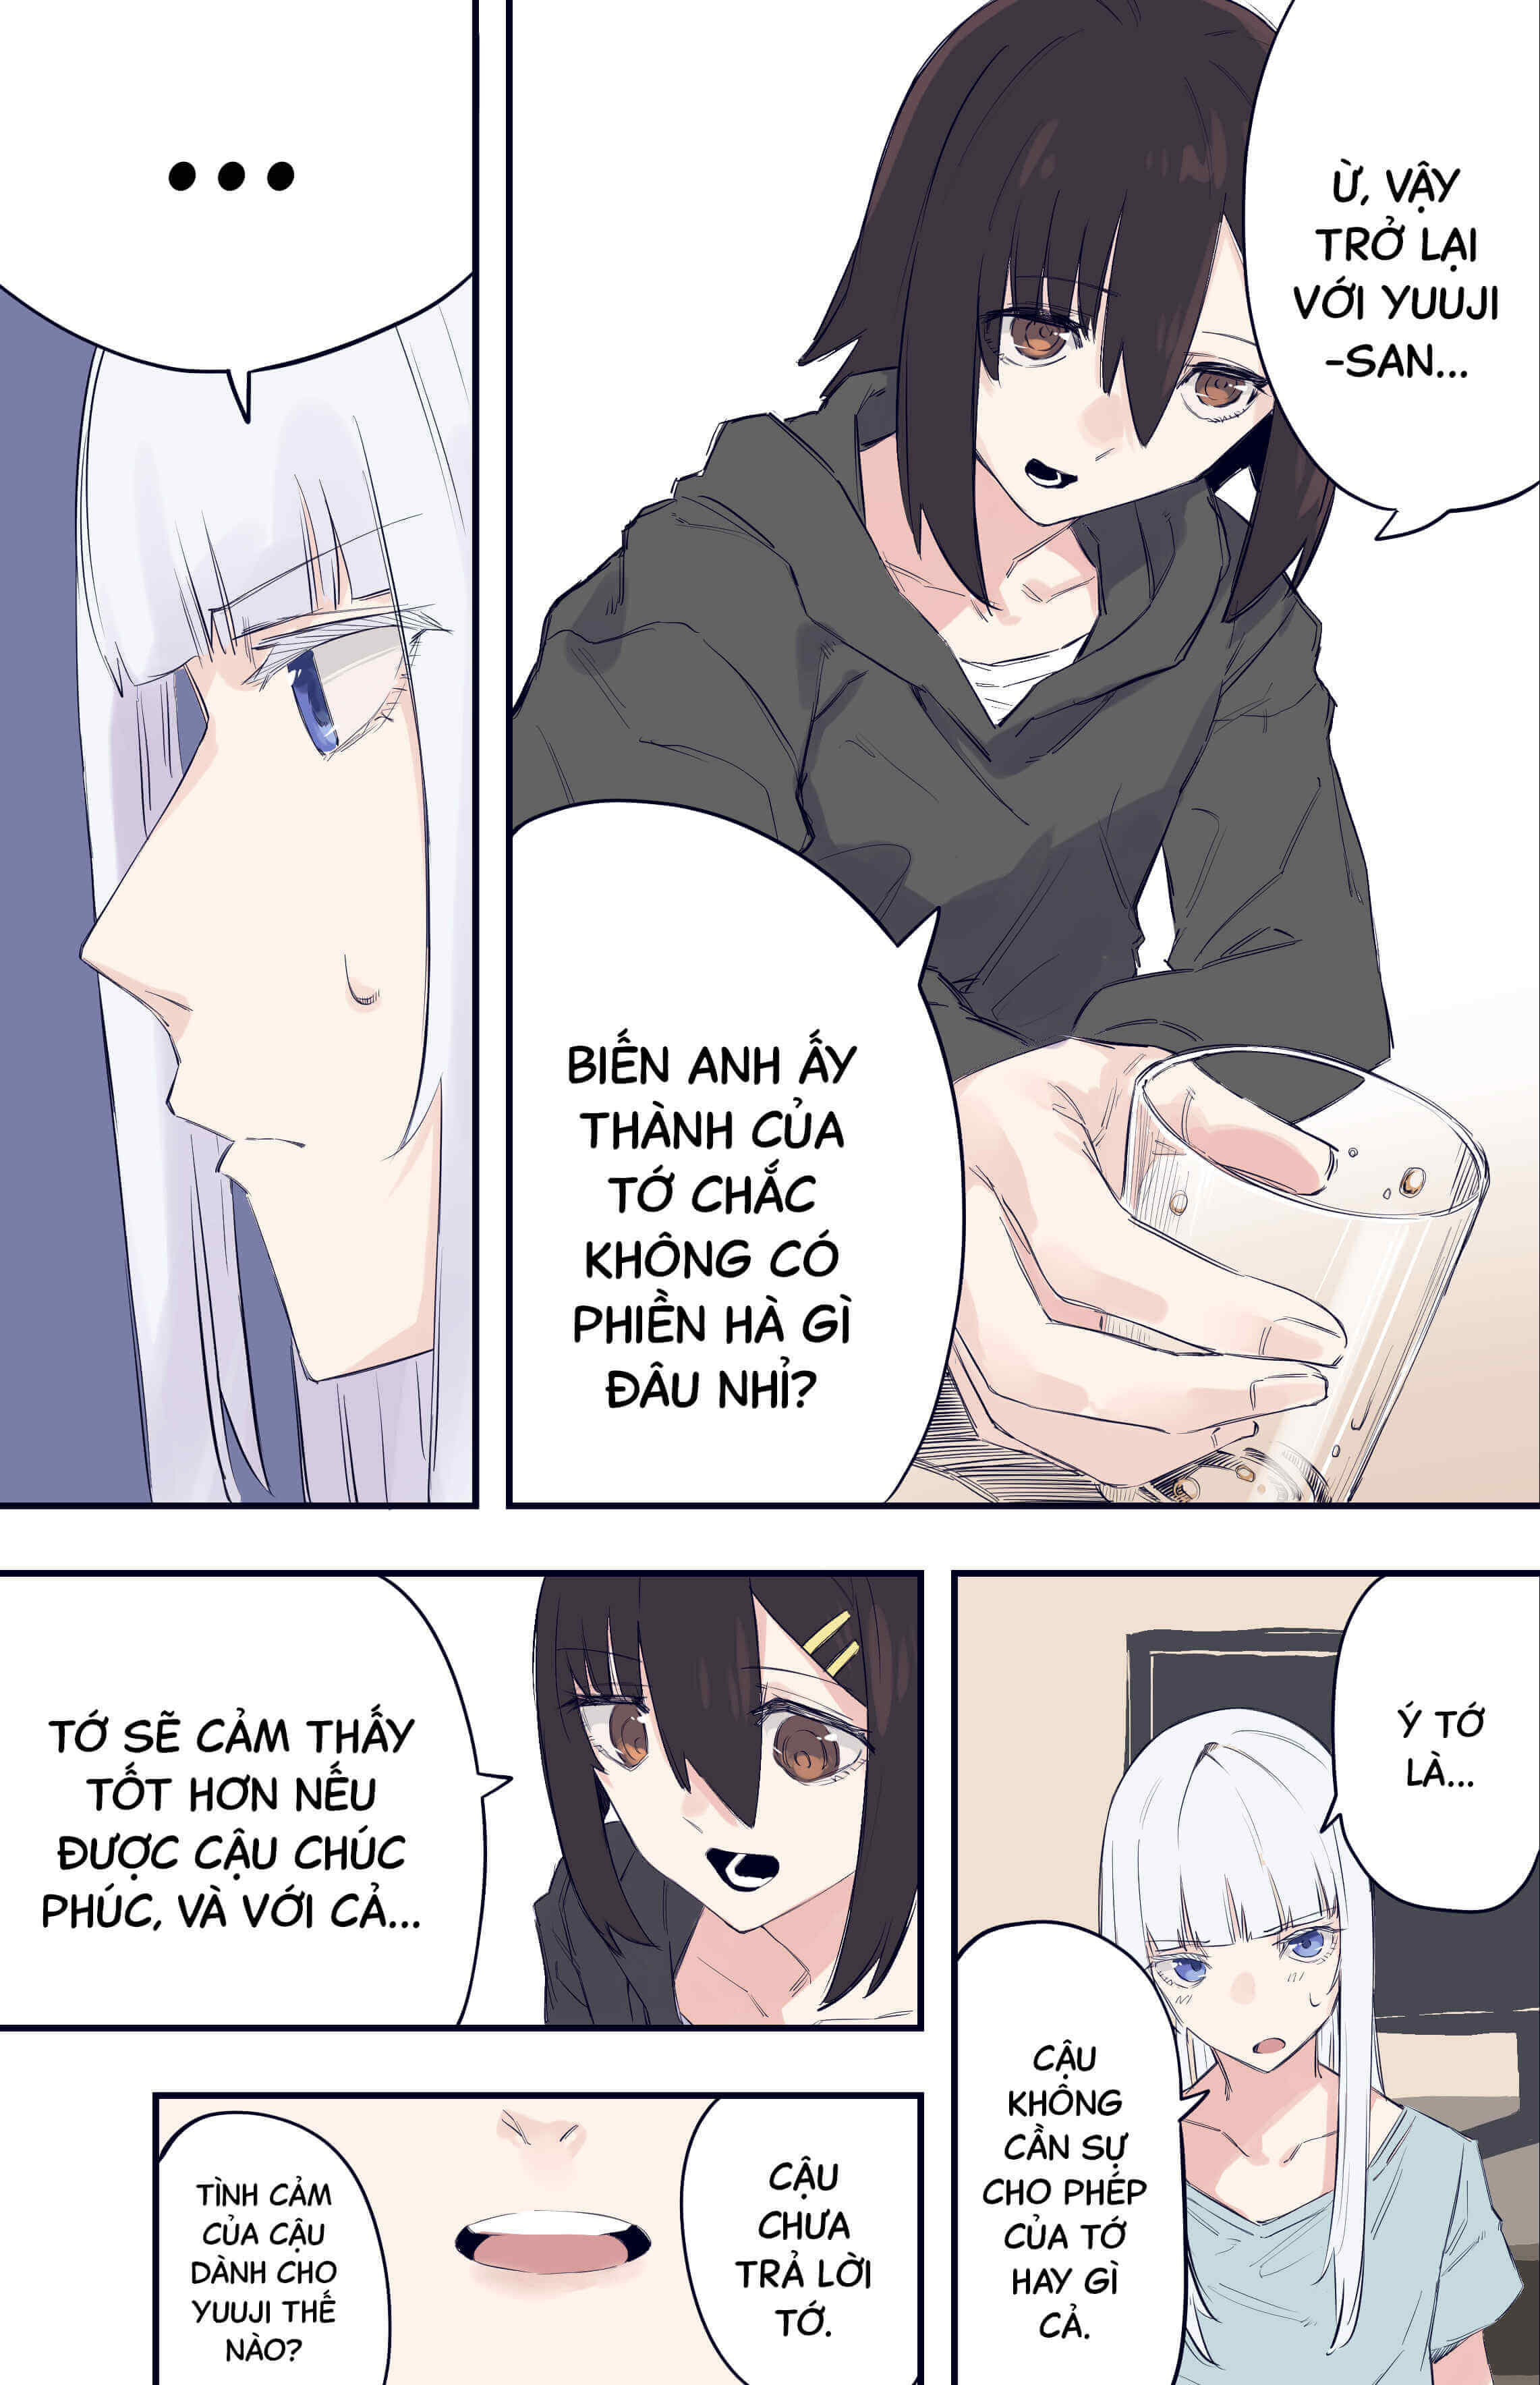 Ừ, VẬY
TRỞ LẠI
VỚI YUUJI
-SAN...
BIẾN ANH ẤY
THÀNH CỦA
TỚ CHẮC
KHÔNG CÓ
PHIỀN HÀ GÌ
ĐÂU NHỈ?
...
Ý TỚ
LÀ...
CẬU
KHÔNG
CẦN SỰ
CHO PHÉP
CỦA TỚ
HAY GÌ
CẢ.
TỚ SẼ CẢM THẤY
TỐT HƠN NẾU
ĐƯỢC CẬU CHÚC
PHÚC, VÀ VỚI CẢ...
CẬU
CHƯA
TRẢ LỜI
TỚ.
TÌNH CẢM
CỦA CẬU
DÀNH CHO
YUUJI THẾ
NÀO?